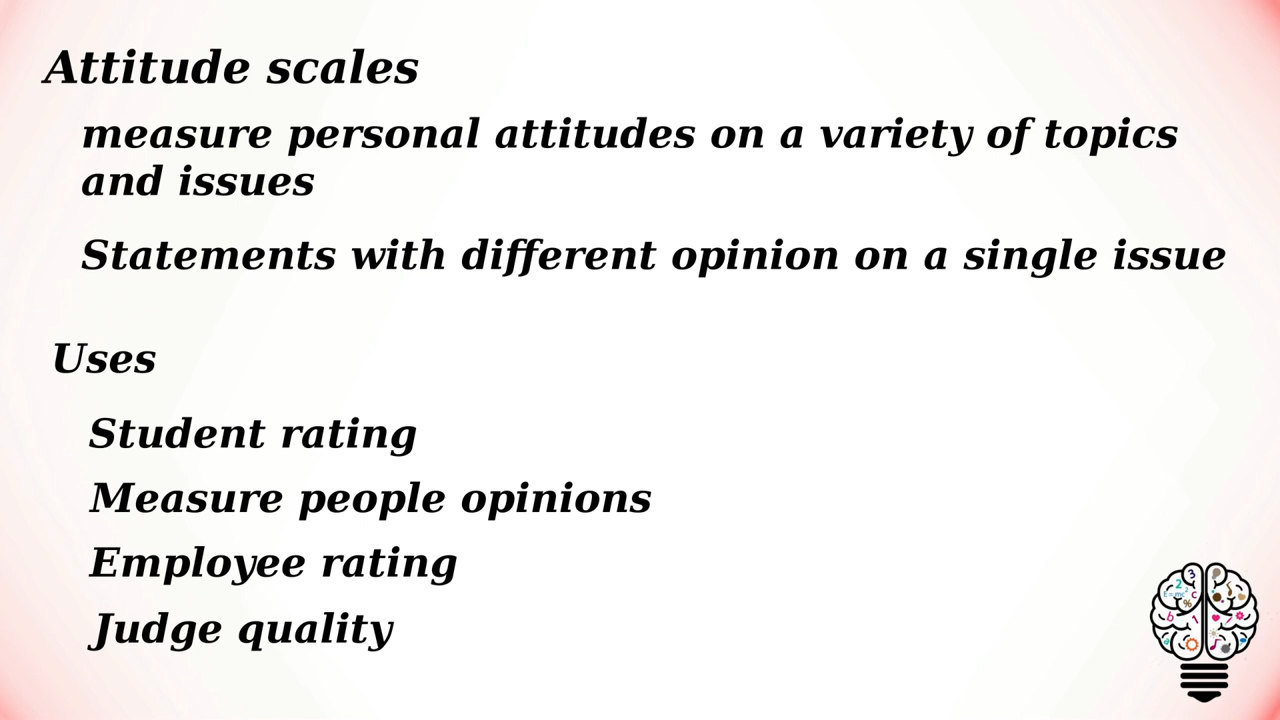 Attitude scales
measure personal attitudes on a variety of topics
and issues
Statements with different opinion on a single issue
Uses
Student rating
Measure people opinions
Employee rating
Judge quality